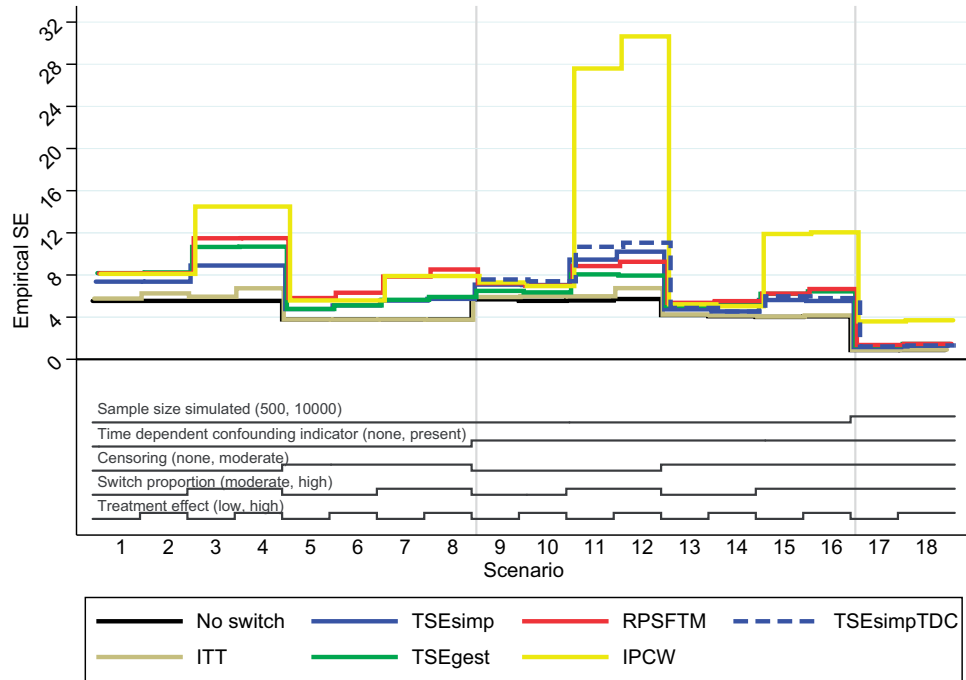 32
28
24
20
16
12
8
4
0
Empirical SE
Sample size simulated (500, 10000)
Time dependent confounding indicator (none, present)
Censoring (none, moderate)
Switch proportion (moderate, high)
Treatment effect (low, high)
1 2 3 4 5 6 7 8 9 10 11 12 13 14 15 16 17 18
Scenario
No switch TSEsimp RPSFTM TSEsimpTDC
ITT TSEgest IPCW